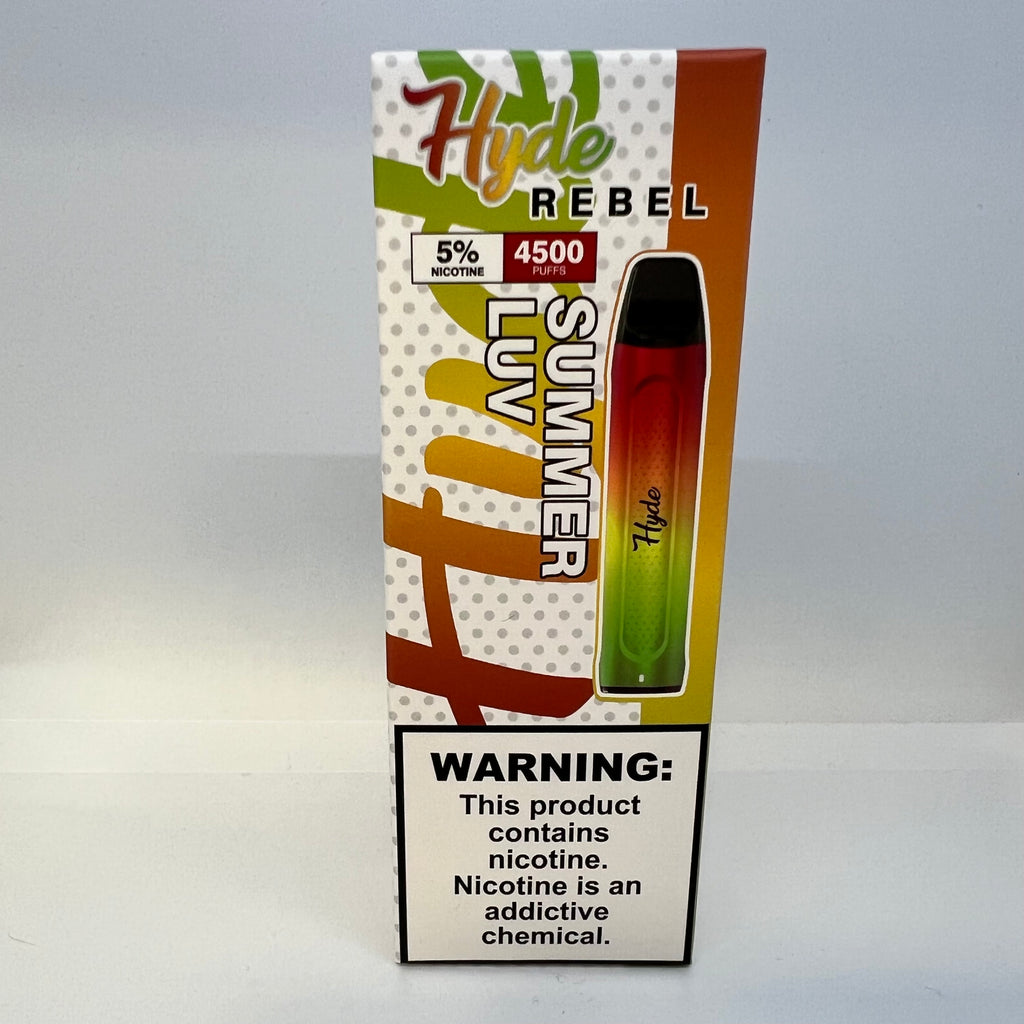 Hyde
REBEL
5% 4500
NICOTINE PUFFS
SUMMER
LUV
Hyde
WARNING:
This product
contains
nicotine.
Nicotine is an
addictive
chemical.